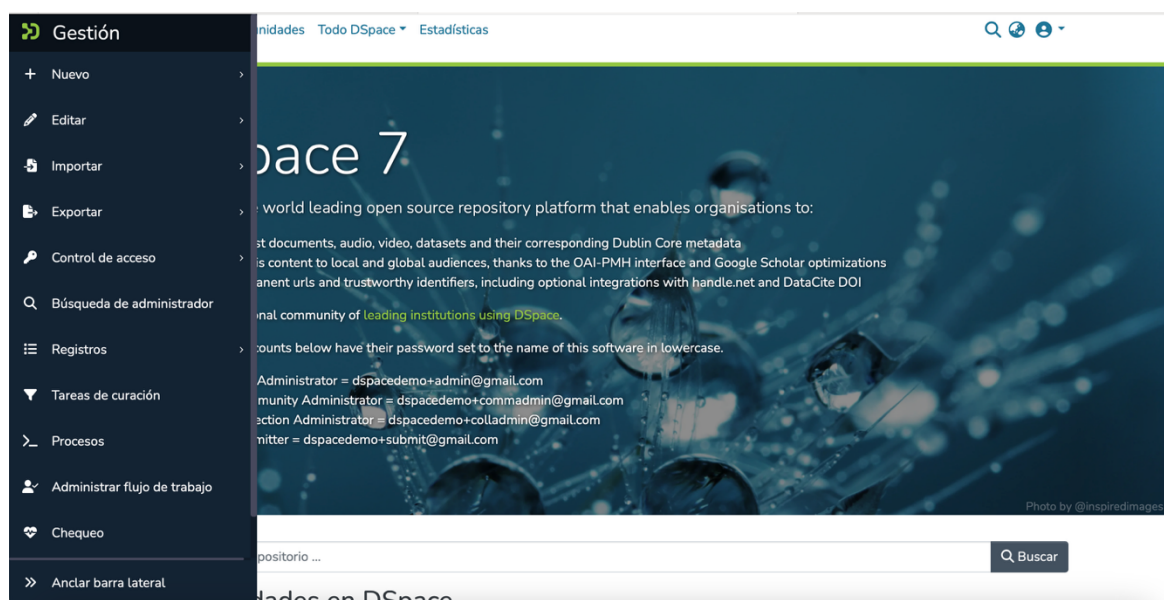 Gestión
Nuevo
Editar
Importar
Exportar
Control de acceso
Búsqueda de administrador
Registros
Tareas de curación
Procesos
Administrar flujo de trabajo
Chequeo
Anclar barra lateral
nidades Todo DSpace Estadísticas
pace 7
world leading open source repository platform that enables organisations to:
st documents, audio, video, datasets and their corresponding Dublin Core metadata
is content to local and global audiences, thanks to the OAI-PMH interface and Google Scholar optimizations
anent urls and trustworthy identifiers, including optional integrations with handle.net and DataCite DOI
nal community of leading institutions using DSpace.
counts below have their password set to the name of this software in lowercase.
Administrator = dspacedemo+admin@gmail.com
munity Administrator = dspacedemo+commadmin@gmail.com
ection Administrator = dspacedemo+colladmin@gmail.com
mitter = dspacedemo+submit@gmail.com
Photo by @inspiredimages
positorio ...
Buscar
dades en DSpace